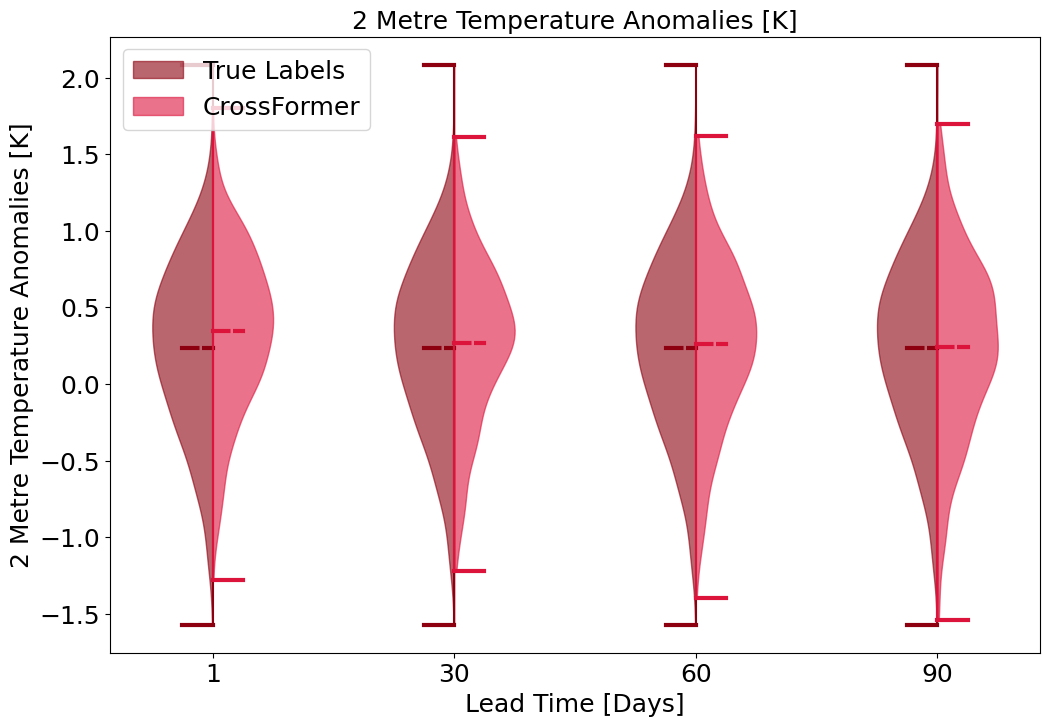 2 Metre Temperature Anomalies [K]
True Labels
CrossFormer
2 Metre Temperature Anomalies [K]
2.0
1.5
1.0
0.5
0.0
−0.5
−1.0
−1.5
1 30 60 90
Lead Time [Days]